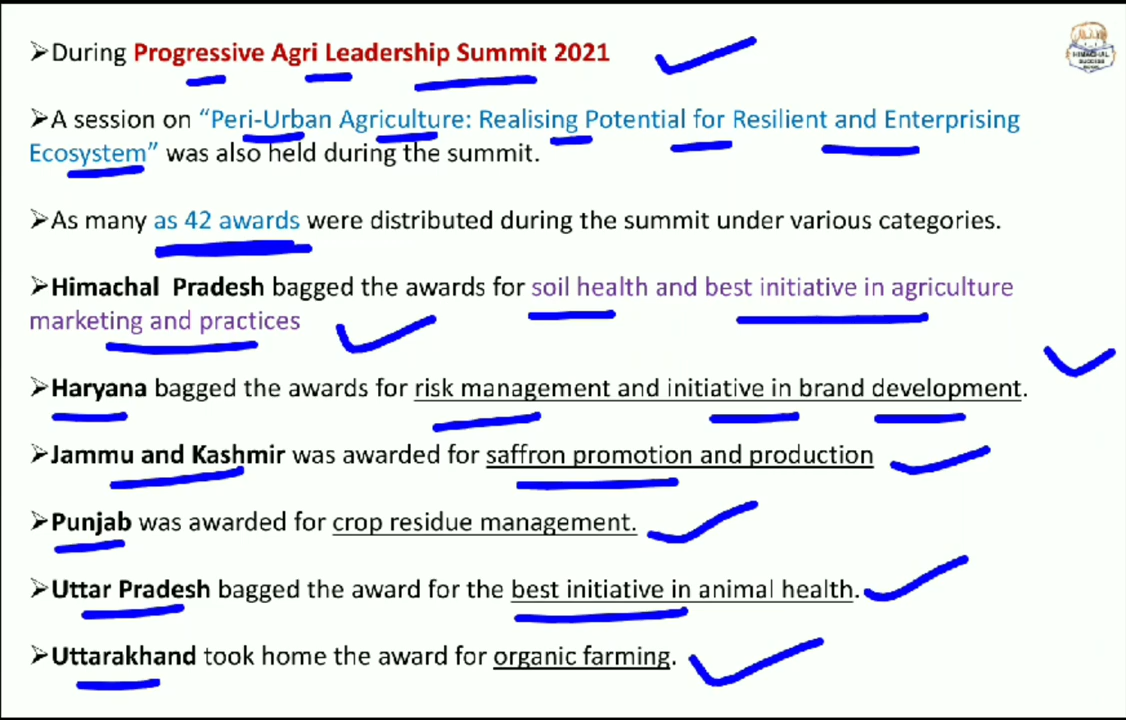 ➢During Progressive Agri Leadership Summit 2021
➢A session on “Peri-Urban Agriculture: Realising Potential for Resilient and Enterprising
Ecosystem” was also held during the summit.
➢As many as 42 awards were distributed during the summit under various categories.
➢Himachal Pradesh bagged the awards for soil health and best initiative in agriculture
marketing and practices
➢Haryana bagged the awards for risk management and initiative in brand development.
➢Jammu and Kashmir was awarded for saffron promotion and production
➢Punjab was awarded for crop residue management.
➢Uttar Pradesh bagged the award for the best initiative in animal health.
➢Uttarakhand took home the award for organic farming.
HIMACHAL
SUCCESS